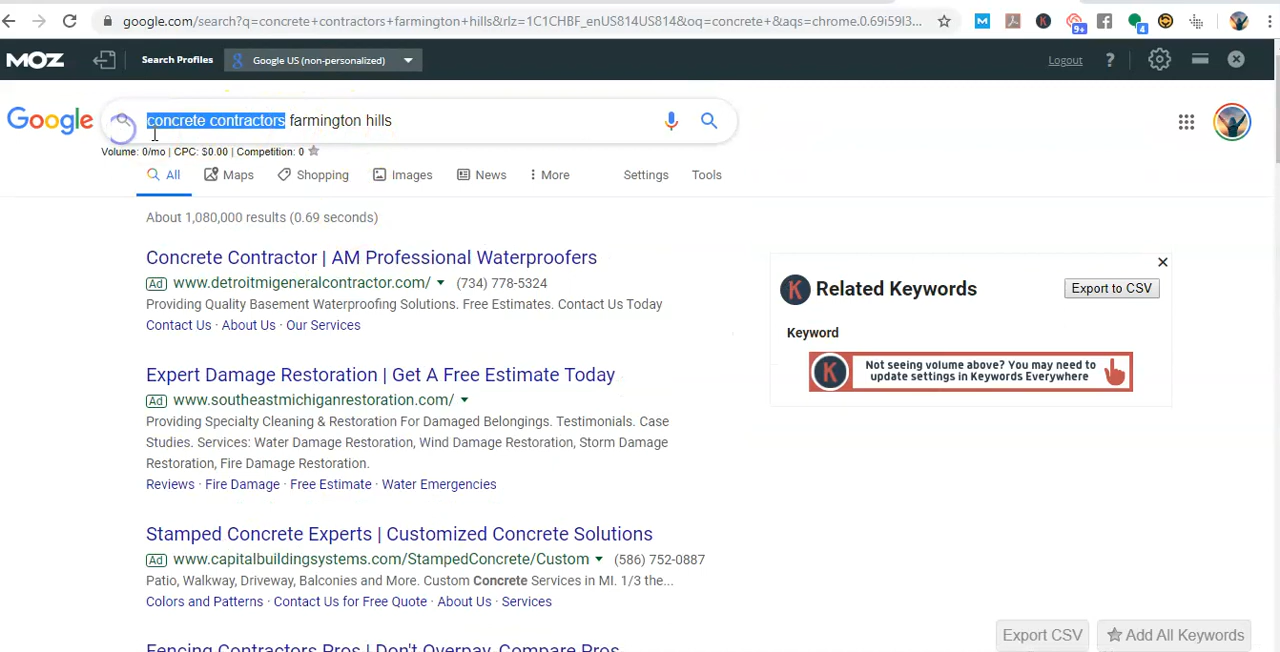 google.com/search?q=concrete+contractors+farmington+hills&rlz=1C1CHBF_enUS814US814&oq=concrete+&aqs=chrome.0.69i59l3...
M
K
9+
4
MOZ
Search Profiles
Google US (non-personalized)
Logout
?
Google
concrete contractors farmington hills
Volume: 0/mo | CPC: $0.00 | Competition: 0
All
Maps
Shopping
Images
News
More
Settings
Tools
About 1,080,000 results (0.69 seconds)
Concrete Contractor | AM Professional Waterproofers
Ad www.detroitmigeneralcontractor.com/ (734) 778-5324
Providing Quality Basement Waterproofing Solutions. Free Estimates. Contact Us Today
Contact Us · About Us · Our Services
Expert Damage Restoration | Get A Free Estimate Today
Ad www.southeastmichiganrestoration.com/
Providing Specialty Cleaning & Restoration For Damaged Belongings. Testimonials. Case
Studies. Services: Water Damage Restoration, Wind Damage Restoration, Storm Damage
Restoration, Fire Damage Restoration.
Reviews · Fire Damage · Free Estimate · Water Emergencies
Stamped Concrete Experts | Customized Concrete Solutions
Ad www.capitalbuildingsystems.com/StampedConcrete/Custom (586) 752-0887
Patio, Walkway, Driveway, Balconies and More. Custom Concrete Services in MI. 1/3 the...
Colors and Patterns · Contact Us for Free Quote · About Us · Services
Fencing Contractors Pros | Don't Overpay, Compare Pros
K Related Keywords
Export to CSV
Keyword
K
Not seeing volume above? You may need to
update settings in Keywords Everywhere
Export CSV
Add All Keywords